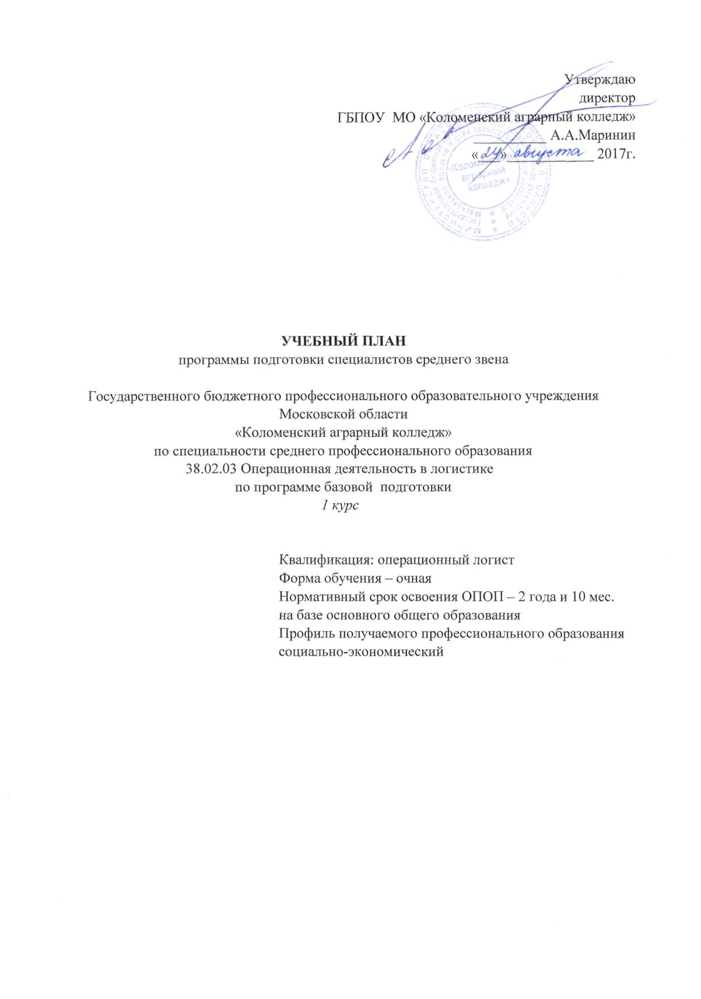 Утверждаю
директор
ГБПОУ  МО «Коломенский аграрный колледж»
__________ А.А.Маринин
«24» августа 2017г.
«Коломенский
аграрный
колледж»
УЧЕБНЫЙ ПЛАН
программы подготовки специалистов среднего звена
Государственного бюджетного профессионального образовательного учреждения
Московской области
«Коломенский аграрный колледж»
по специальности среднего профессионального образования
38.02.03 Операционная деятельность в логистике
по программе базовой  подготовки
1 курс
Квалификация: операционный логист
Форма обучения – очная
Нормативный срок освоения ОПОП – 2 года и 10 мес.
на базе основного общего образования
Профиль получаемого профессионального образования
социально-экономический